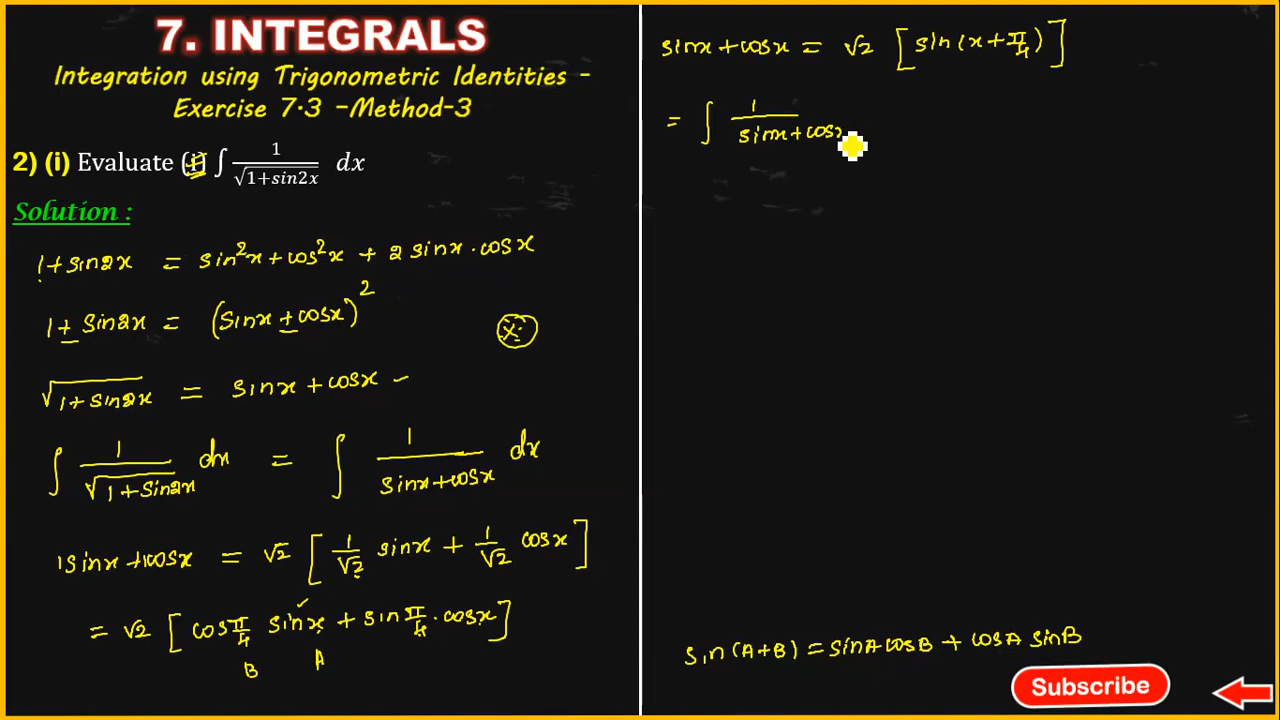 7. INTEGRALS
Integration using Trigonometric Identities -
Exercise 7.3 -Method-3
2) (i) Evaluate (i) ∫ 1/√(1+sin2x) dx
Solution :
1+sin2x = sin²x+cos²x + 2 sinx . cosx
1+ sin2x = (sinx + cosx)²
√(1+sin2x) = sinx + cosx -
∫ 1/√(1+sin2x) dx = ∫ 1/(sinx+cosx) dx
1sinx +1cosx = √2 [1/√2 sinx + 1/√2 cosx]
= √2 [cos π/4 sinx + sin π/4 . cosx]
B A
sinx + cosx = √2 [sin(x + π/4)]
= ∫ 1/(sinx + cosx
sin(A+B) = sinA cosB + cosA sinB
Subscribe